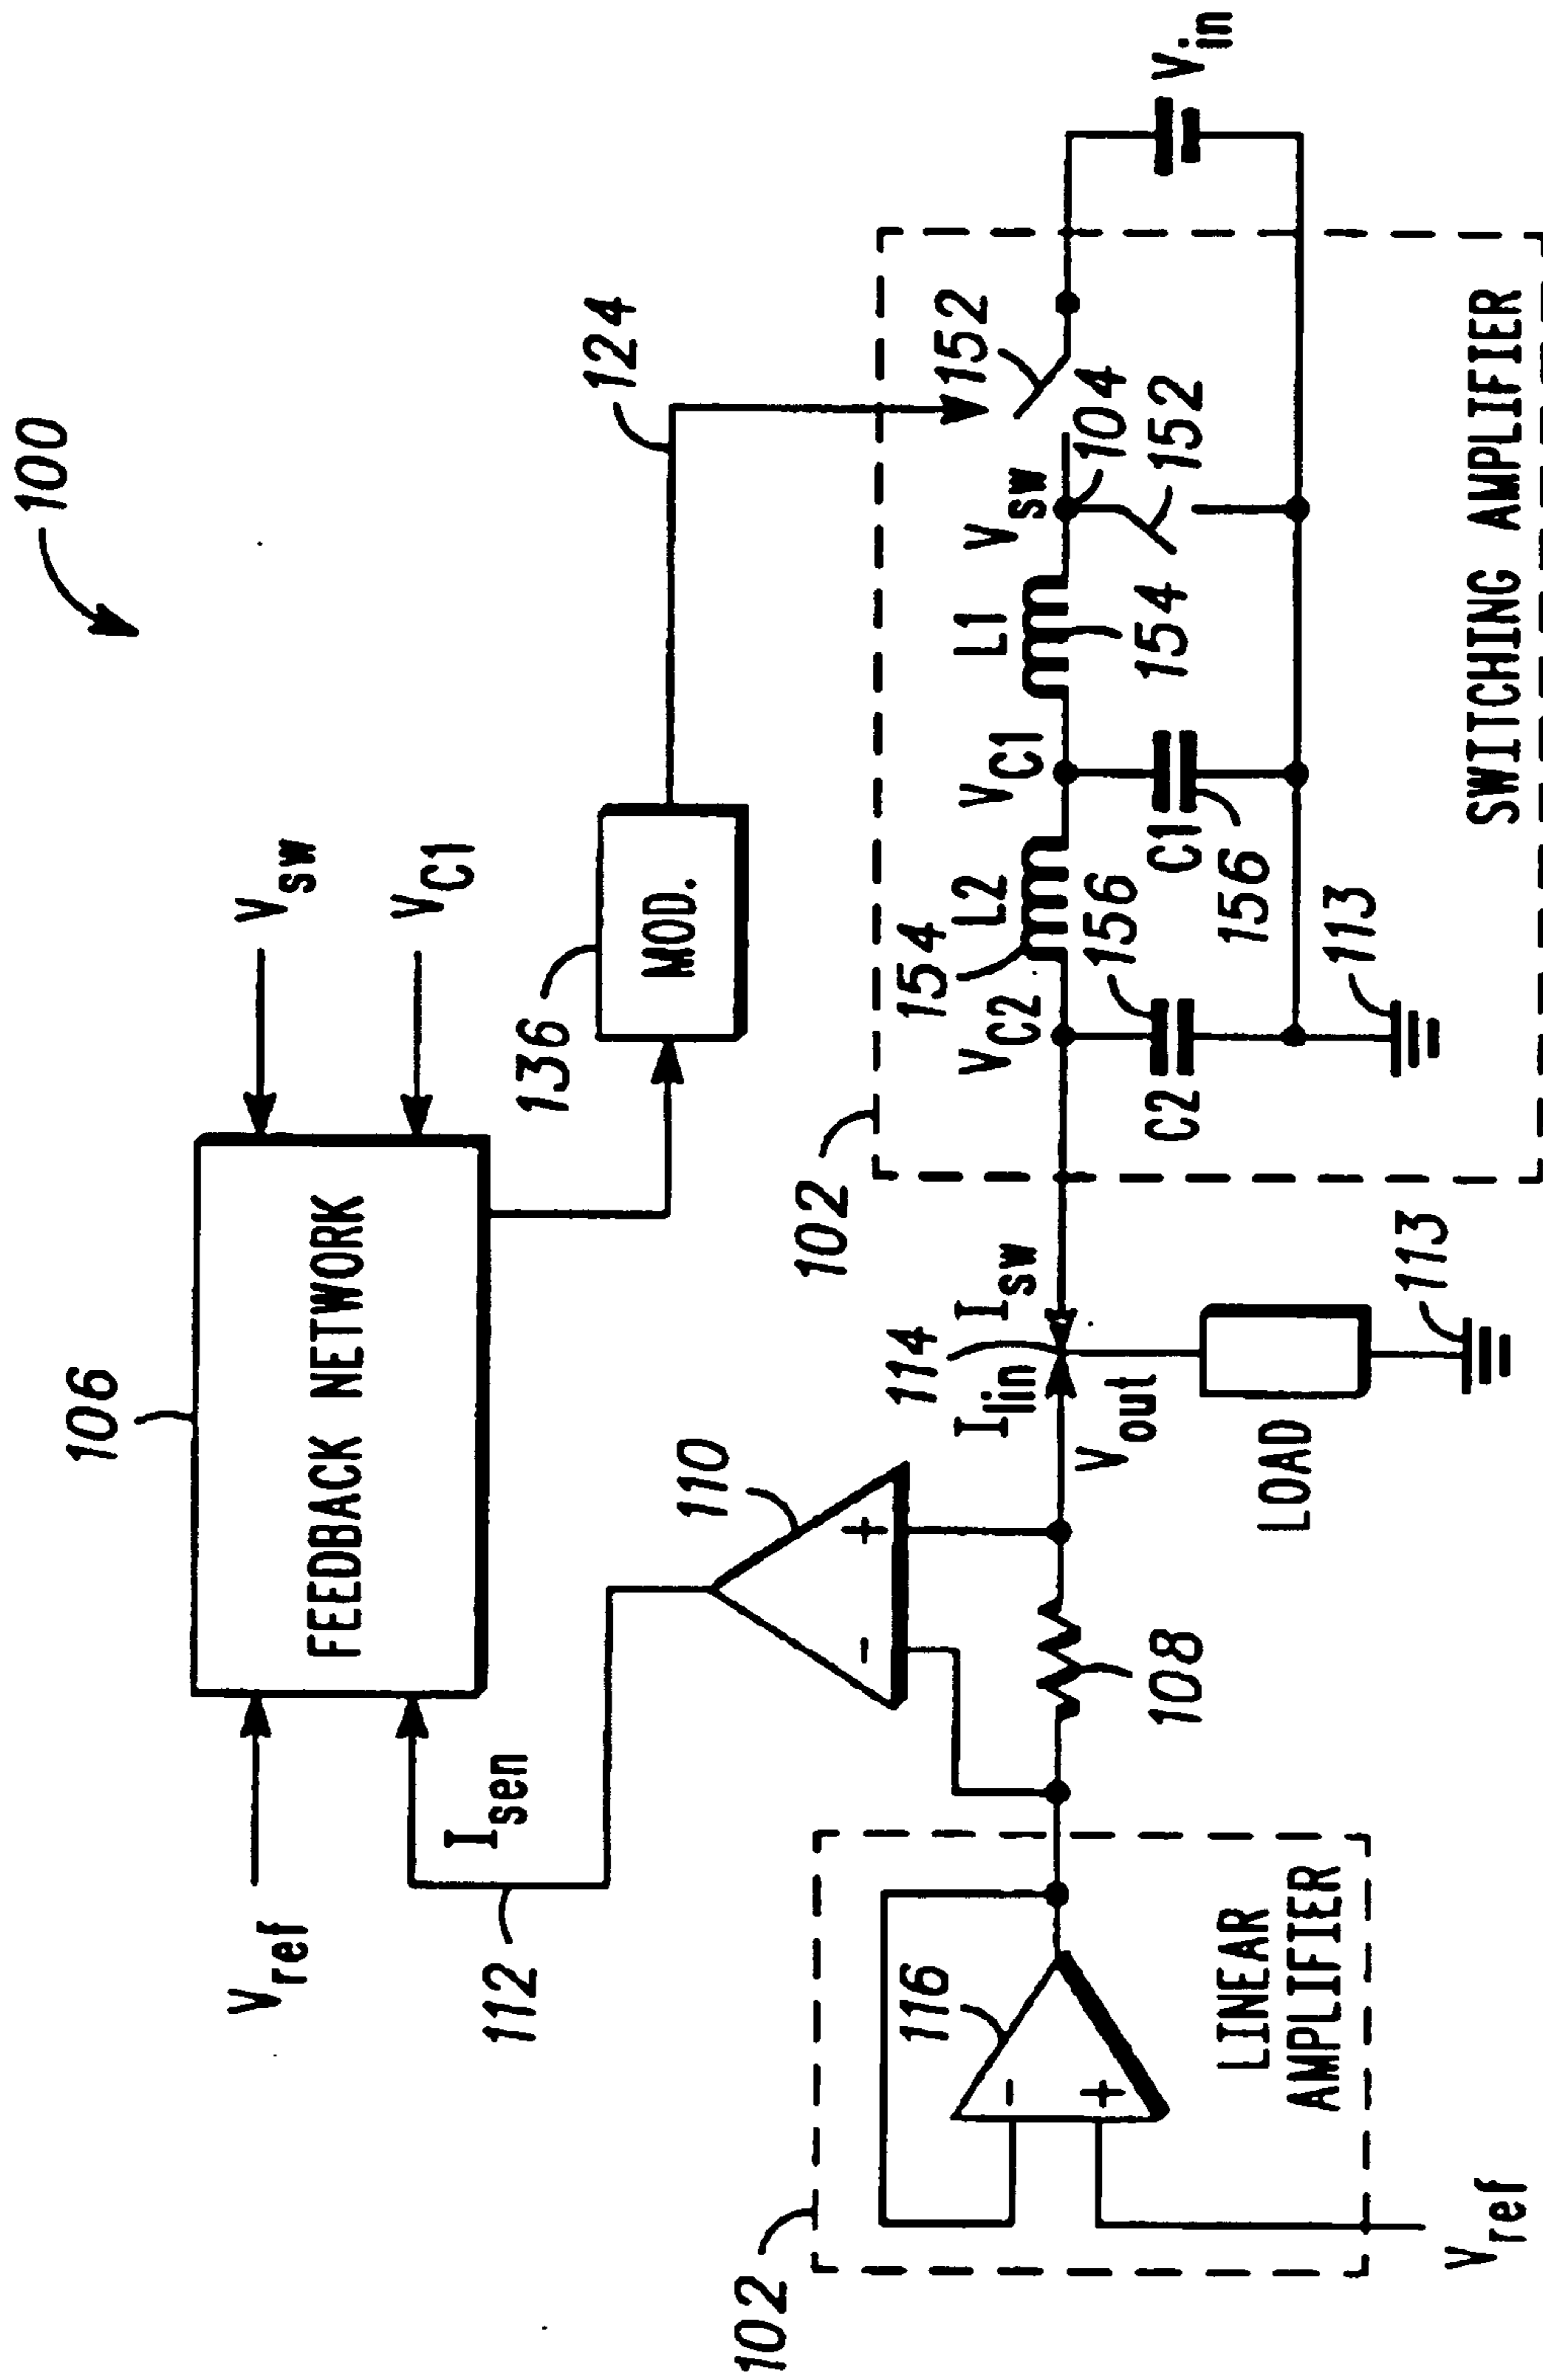 100
106
V_ref
V_sw
V_C1
FEEDBACK NETWORK
I_sen
112
136
MOD.
124
110
-
+
102
LINEAR
AMPLIFIER
116
-
+
V_ref
108
114
I_lin
I_sw
V_out
LOAD
113
102
SWITCHING AMPLIFIER
V_C2
154
L2
V_C1
L1
154
V_sw
104
152
152
C2
156
C1
156
113
V_in